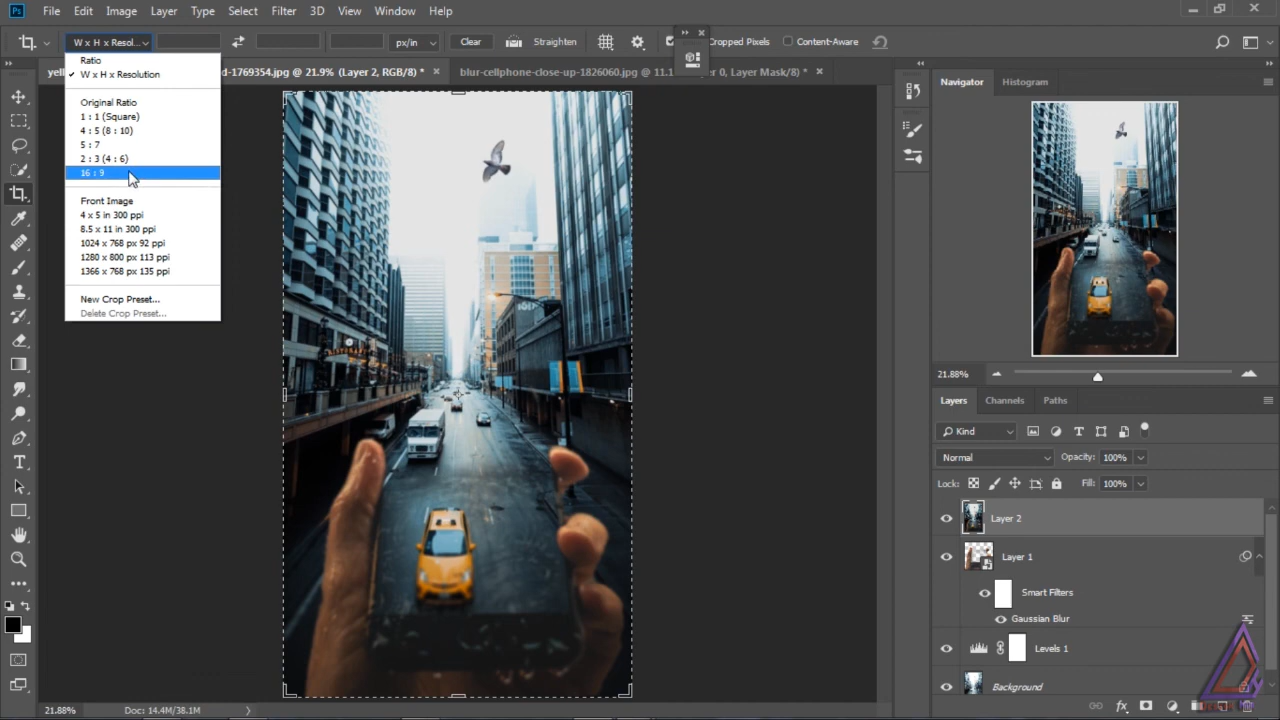 Ps File Edit Image Layer Type Select Filter 3D View Window Help
W x H x Resol... px/in Clear Straighten Cropped Pixels Content-Aware
yell d-1769354.jpg @ 21.9% (Layer 2, RGB/8) * × blur-cellphone-close-up-1826060.jpg @ 11.1 0, Layer Mask/8) * ×
Ratio
✓ W x H x Resolution
Original Ratio
1 : 1 (Square)
4 : 5 (8 : 10)
5 : 7
2 : 3 (4 : 6)
16 : 9
Front Image
4 x 5 in 300 ppi
8.5 x 11 in 300 ppi
1024 x 768 px 92 ppi
1280 x 800 px 113 ppi
1366 x 768 px 135 ppi
New Crop Preset...
Delete Crop Preset...
Navigator Histogram
21.88%
Layers Channels Paths
Kind
Normal Opacity: 100%
Lock: Fill: 100%
Layer 2
Layer 1
Smart Filters
Gaussian Blur
Levels 1
Background
21.88% Doc: 14.4M/38.1M